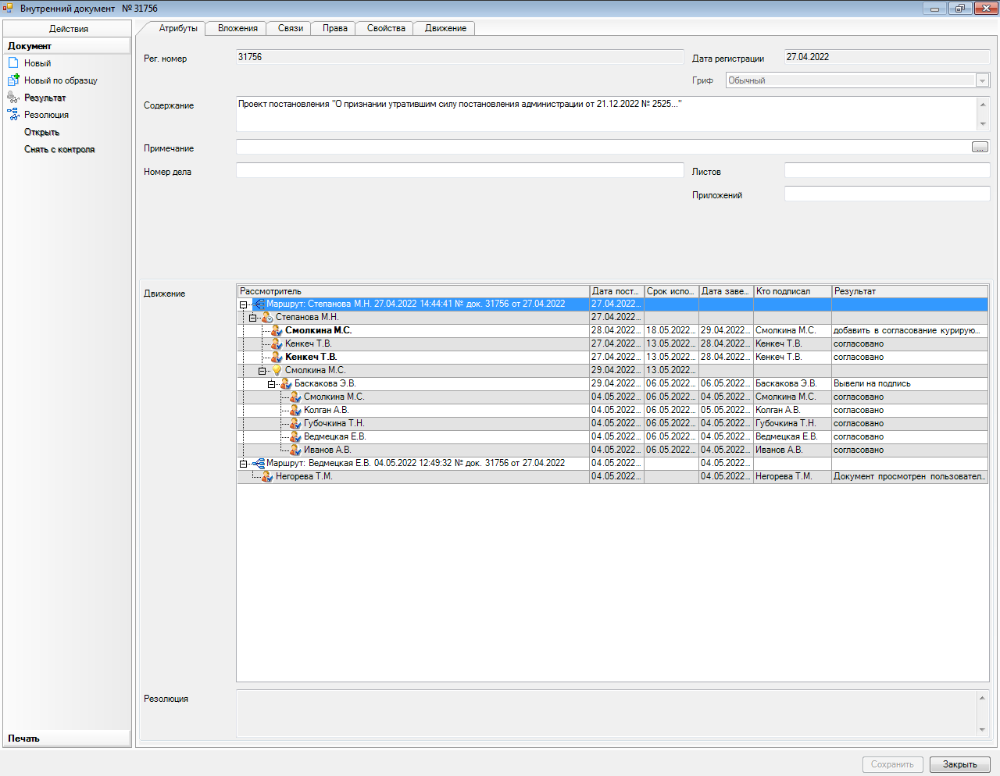 Внутренний документ № 31756
Действия
Документ
Новый
Новый по образцу
Результат
Резолюция
Открыть
Снять с контроля
Печать
Атрибуты Вложения Связи Права Свойства Движение
Рег. номер 31756 Дата регистрации 27.04.2022
Гриф Обычный
Содержание Проект постановления "О признании утратившим силу постановления администрации от 21.12.2022 № 2525..."
Примечание ...
Номер дела Листов
Приложений
Движение
Рассмотритель Дата пост... Срок испо... Дата заве... Кто подписал Результат
Маршрут: Степанова М.Н. 27.04.2022 14:44:41 № док. 31756 от 27.04.2022 27.04.2022...
Степанова М.Н. 27.04.2022...
Смолкина М.С. 28.04.2022... 18.05.2022... 29.04.2022... Смолкина М.С. добавить в согласование курирую...
Кенкеч Т.В. 27.04.2022... 13.05.2022... 28.04.2022... Кенкеч Т.В. согласовано
Кенкеч Т.В. 27.04.2022... 13.05.2022... 28.04.2022... Кенкеч Т.В. согласовано
Смолкина М.С. 29.04.2022... 13.05.2022...
Баскакова Э.В. 29.04.2022... 06.05.2022... 06.05.2022... Баскакова Э.В. Вывели на подпись
Смолкина М.С. 04.05.2022... 06.05.2022... 04.05.2022... Смолкина М.С. согласовано
Колган А.В. 04.05.2022... 06.05.2022... 05.05.2022... Колган А.В. согласовано
Губочкина Т.Н. 04.05.2022... 06.05.2022... 04.05.2022... Губочкина Т.Н. согласовано
Ведмецкая Е.В. 04.05.2022... 06.05.2022... 04.05.2022... Ведмецкая Е.В. согласовано
Иванов А.В. 04.05.2022... 06.05.2022... 04.05.2022... Иванов А.В. согласовано
Маршрут: Ведмецкая Е.В. 04.05.2022 12:49:32 № док. 31756 от 27.04.2022 04.05.2022... 04.05.2022...
Негорева Т.М. 04.05.2022... 04.05.2022... Негорева Т.М. Документ просмотрен пользовател...
Резолюция
Сохранить Закрыть